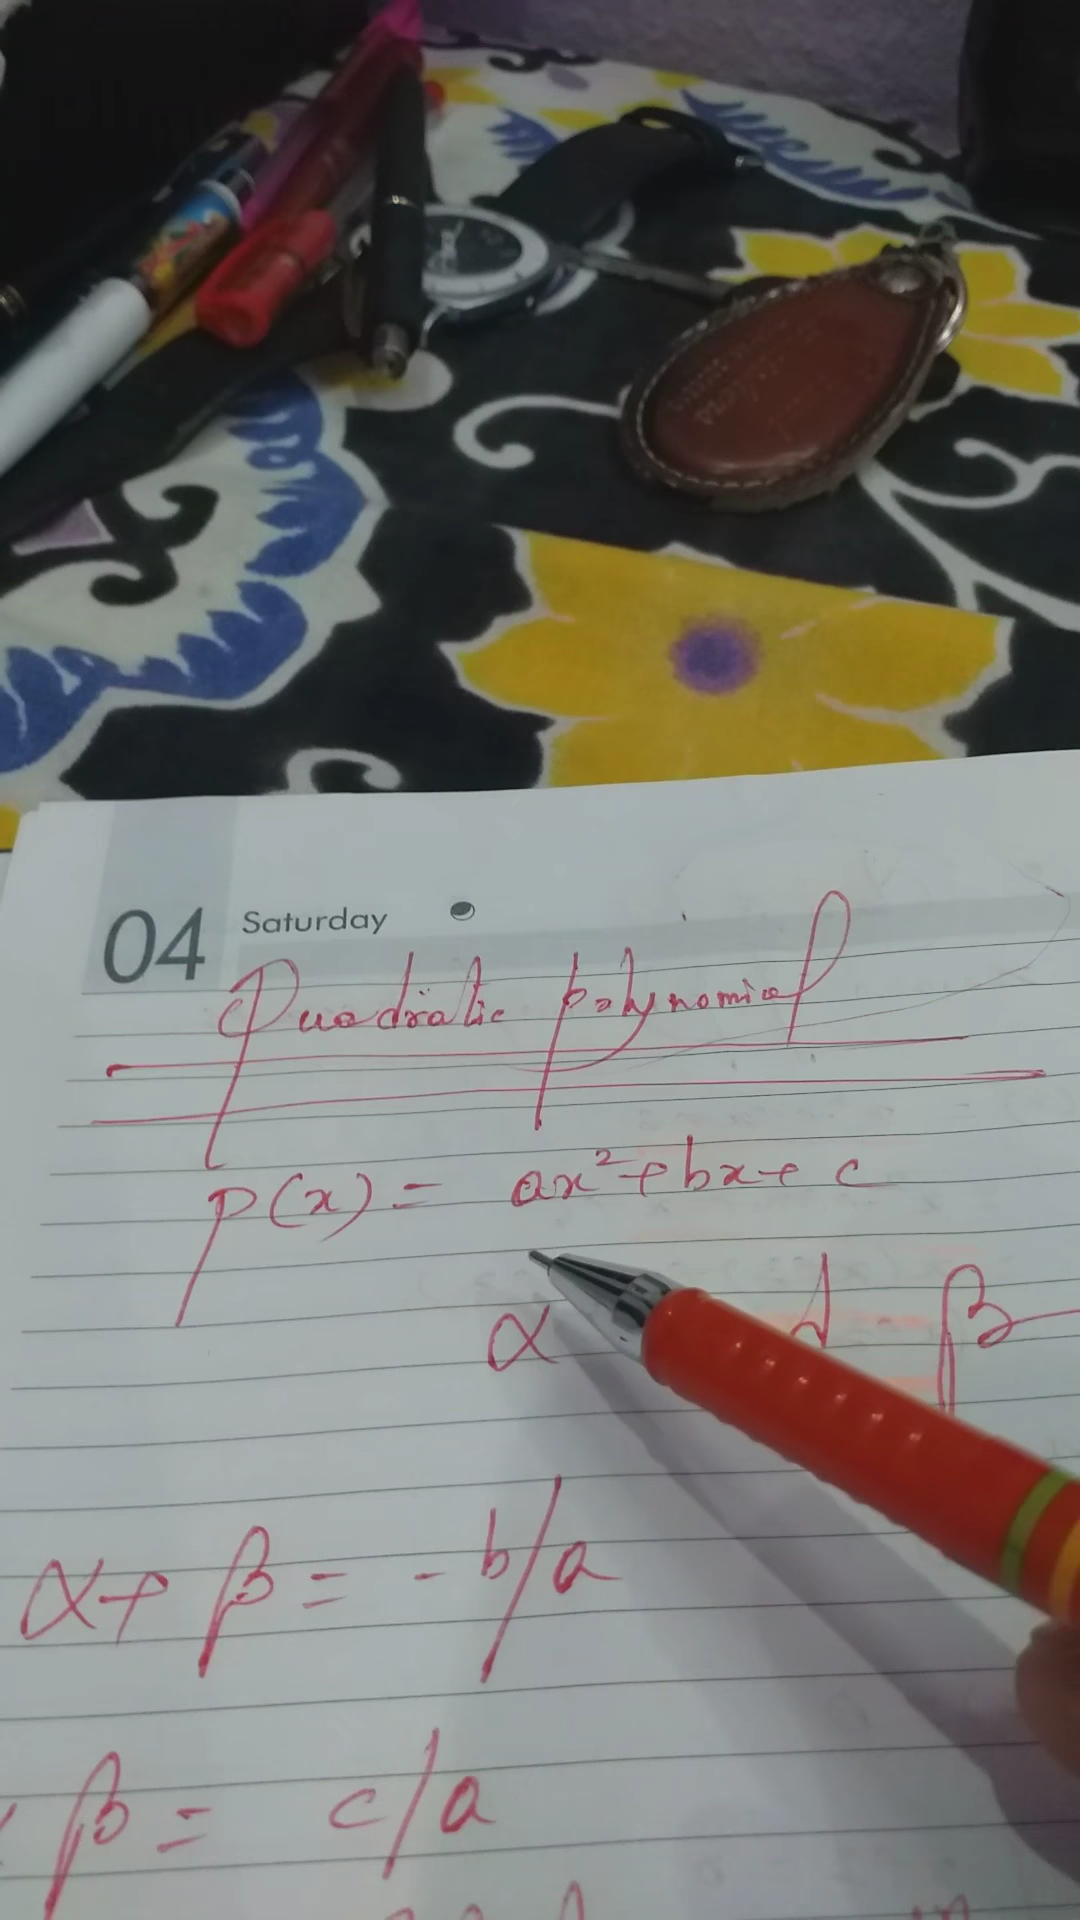 04 Saturday
Quadratic polynomial
p(x) = ax²+bx+c
α β
α+β = -b/a
β = c/a